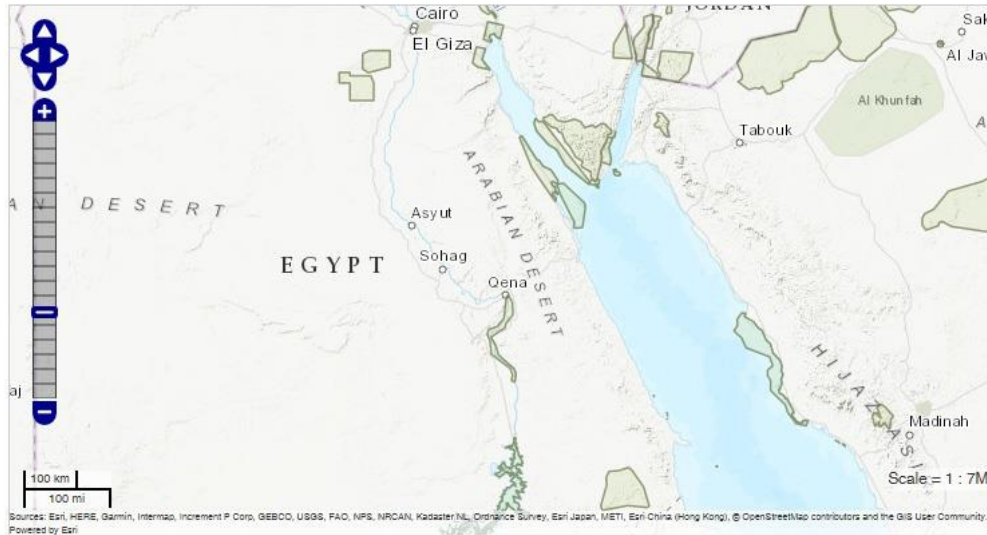 JORDAN
Cairo
Sak
El Giza
Al Jaw
Al Khunfah
A
Tabouk
ARABIAN DESERT
AN DESERT
Asyut
Sohag
EGYPT
Qena
HIJAZ ASI
aj
Madinah
100 km
100 mi
Scale = 1 : 7M
Sources: Esri, HERE, Garmin, Intermap, Increment P Corp, GEBCO, USGS, FAO, NPS, NRCAN, Kadaster NL, Ordnance Survey, Esri Japan, METI, Esri China (Hong Kong), © OpenStreetMap contributors and the GIS User Community.
Powered by Esri